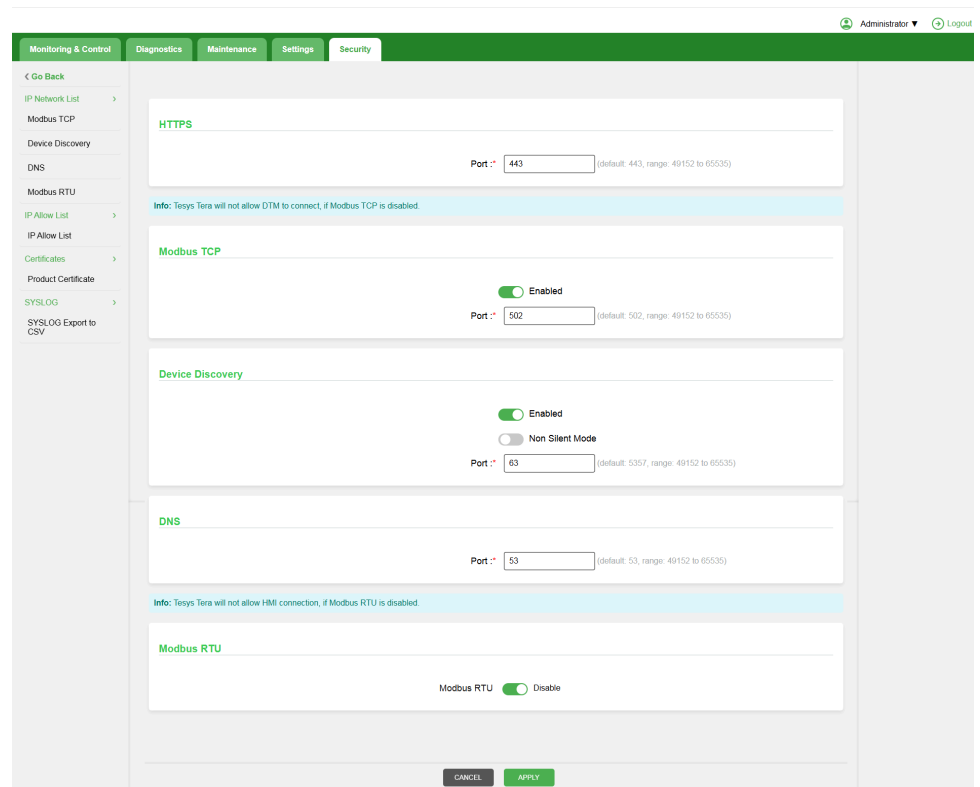 Administrator ▼ Logout
Monitoring & Control Diagnostics Maintenance Settings Security
Go Back
IP Network List
Modbus TCP
Device Discovery
DNS
Modbus RTU
IP Allow List
IP Allow List
Certificates
Product Certificate
SYSLOG
SYSLOG Export to
CSV
HTTPS
Port :* 443 (default: 443, range: 49152 to 65535)
Info: Tesys Tera will not allow DTM to connect, if Modbus TCP is disabled.
Modbus TCP
Enabled
Port :* 502 (default: 502, range: 49152 to 65535)
Device Discovery
Enabled
Non Silent Mode
Port :* 63 (default: 5357, range: 49152 to 65535)
DNS
Port :* 53 (default: 53, range: 49152 to 65535)
Info: Tesys Tera will not allow HMI connection, if Modbus RTU is disabled.
Modbus RTU
Modbus RTU Disable
CANCEL APPLY